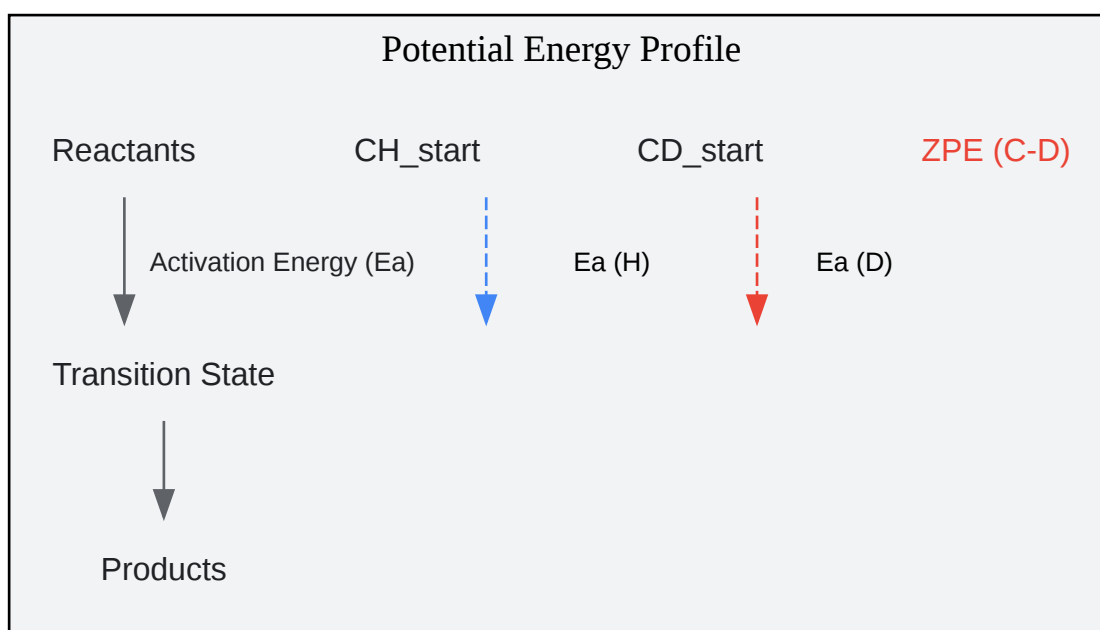 Potential Energy Profile
Reactants
CH_start
CD_start
ZPE (C-D)
Activation Energy (Ea)
Ea (H)
Ea (D)
Transition State
Products